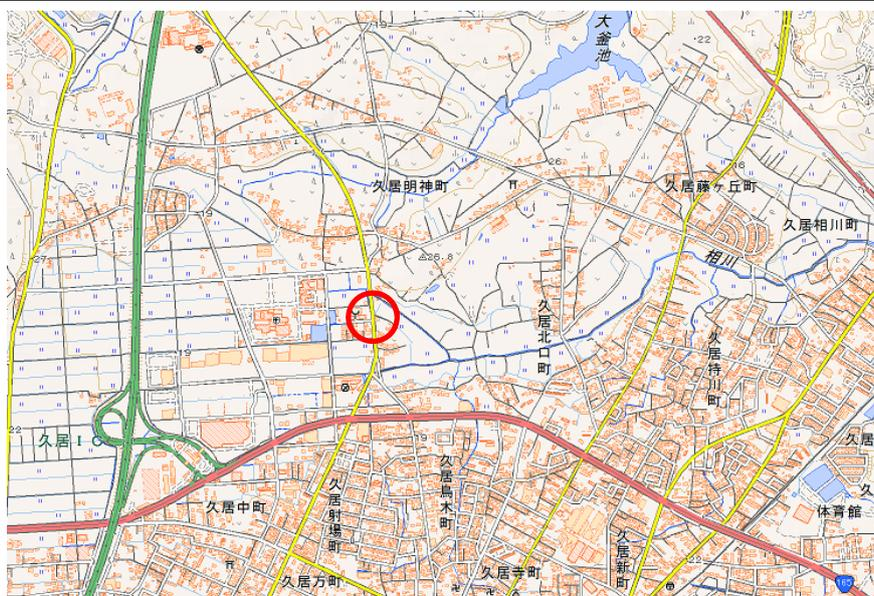 19
大釜池
22
久居明神町
26
16
久居藤ヶ丘町
久居相川町
19
27
26.8
相川
久居北口町
久居持川町
19
22
久居IC
19
久居
久居中町
久居射場町
久居烏木町
久
体育館
久居新町
22
久居万町
久居寺町
165